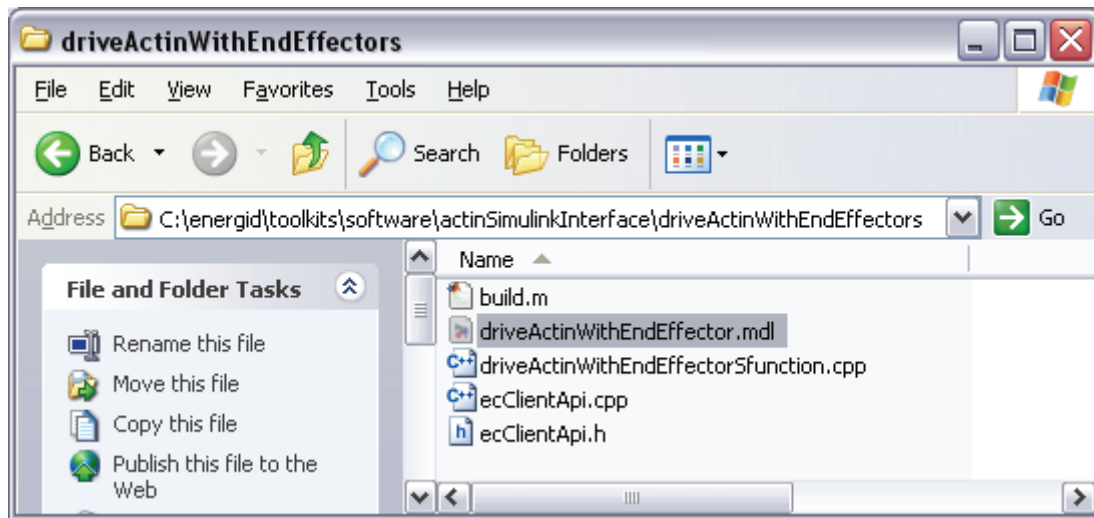 driveActinWithEndEffectors
File Edit View Favorites Tools Help
Back Search Folders
Address C:\energid\toolkits\software\actinSimulinkInterface\driveActinWithEndEffectors Go
Name
File and Folder Tasks
build.m
driveActinWithEndEffector.mdl
Rename this file
driveActinWithEndEffectorSfunction.cpp
Move this file
ecClientApi.cpp
Copy this file
ecClientApi.h
Publish this file to the
Web